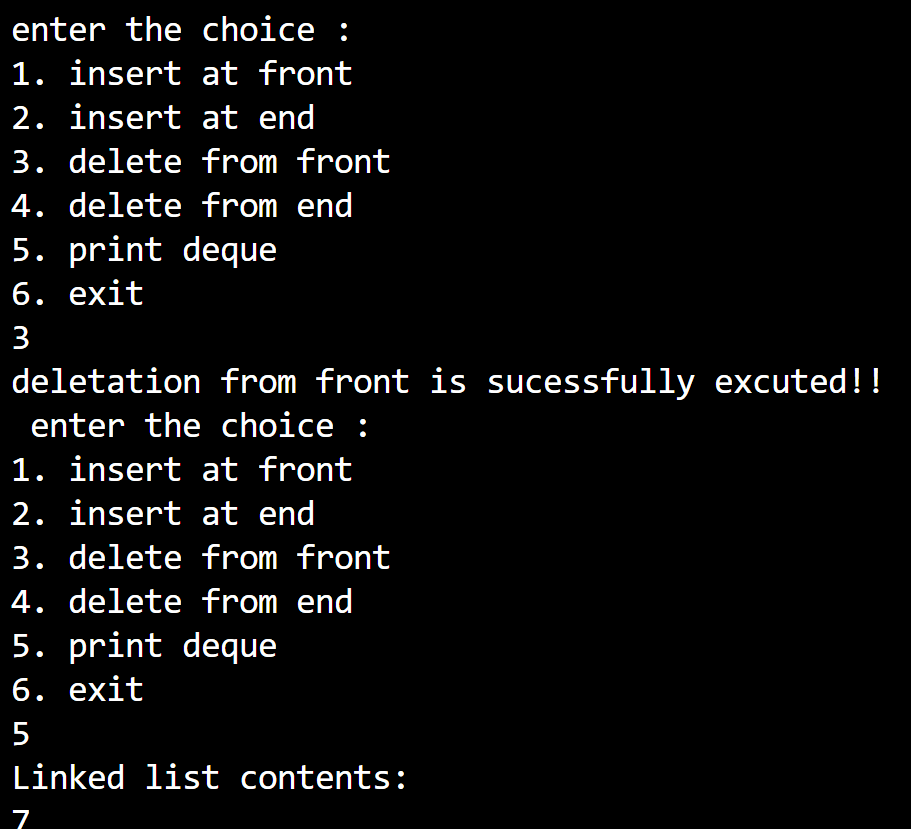 enter the choice :
1. insert at front
2. insert at end
3. delete from front
4. delete from end
5. print deque
6. exit
3
deletation from front is sucessfully excuted!!
 enter the choice :
1. insert at front
2. insert at end
3. delete from front
4. delete from end
5. print deque
6. exit
5
Linked list contents:
7